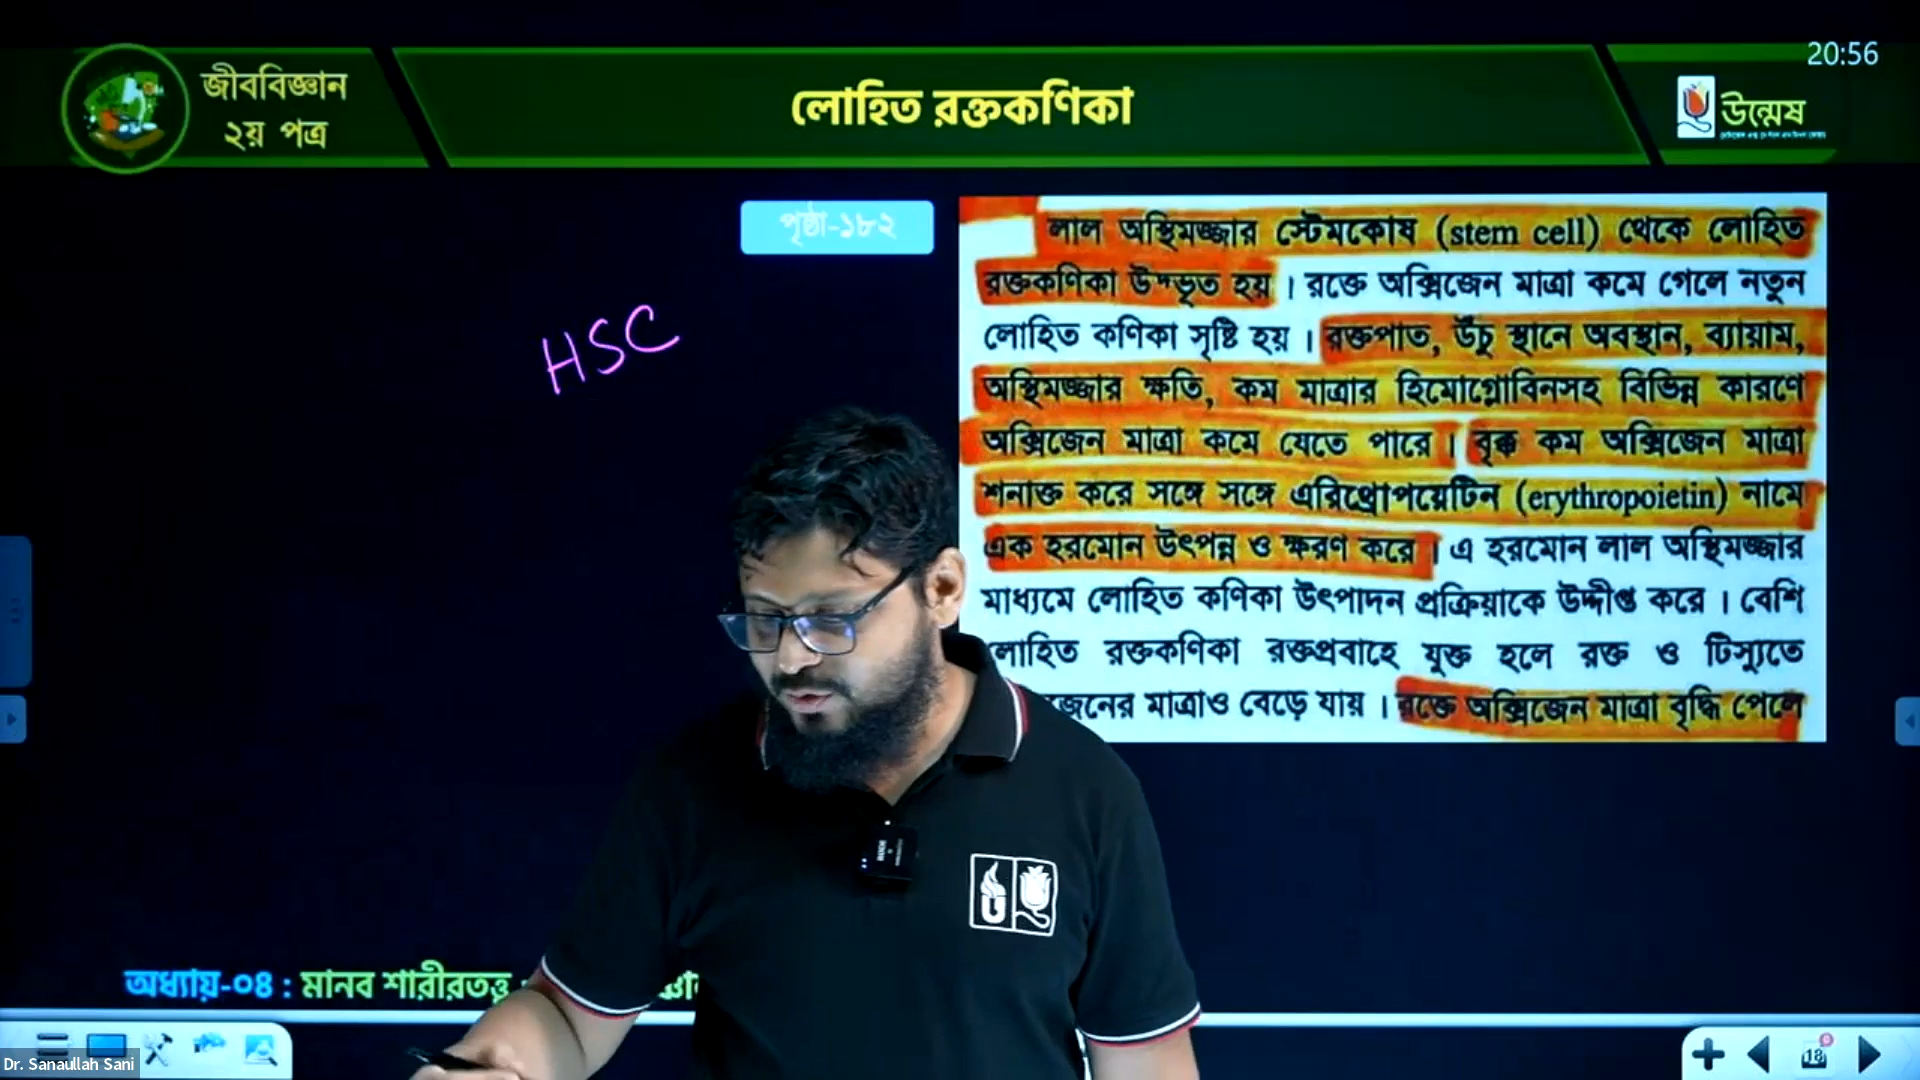 20:56
জীববিজ্ঞান
২য় পত্র
লোহিত রক্তকণিকা
উন্মেষ
পৃষ্ঠা-১৮২
HSC
লাল অস্থিমজ্জার স্টেমকোষ (stem cell) থেকে লোহিত
রক্তকণিকা উদ্ভূত হয়। রক্তে অক্সিজেন মাত্রা কমে গেলে নতুন
লোহিত কণিকা সৃষ্টি হয়। রক্তপাত, উঁচু স্থানে অবস্থান, ব্যায়াম,
অস্থিমজ্জার ক্ষতি, কম মাত্রার হিমোগ্লোবিনসহ বিভিন্ন কারণে
অক্সিজেন মাত্রা কমে যেতে পারে। বৃক্ক কম অক্সিজেন মাত্রা
শনাক্ত করে সঙ্গে সঙ্গে এরিথ্রোপয়েটিন (erythropoietin) নামে
এক হরমোন উৎপন্ন ও ক্ষরণ করে। এ হরমোন লাল অস্থিমজ্জার
মাধ্যমে লোহিত কণিকা উৎপাদন প্রক্রিয়াকে উদ্দীপ্ত করে। বেশি
লোহিত রক্তকণিকা রক্তপ্রবাহে যুক্ত হলে রক্ত ও টিস্যুতে
জেনের মাত্রাও বেড়ে যায়। রক্তে অক্সিজেন মাত্রা বৃদ্ধি পেলে
অধ্যায়-০৪ : মানব শারীরতত্ত্ব
Dr. Sanaullah Sani
18